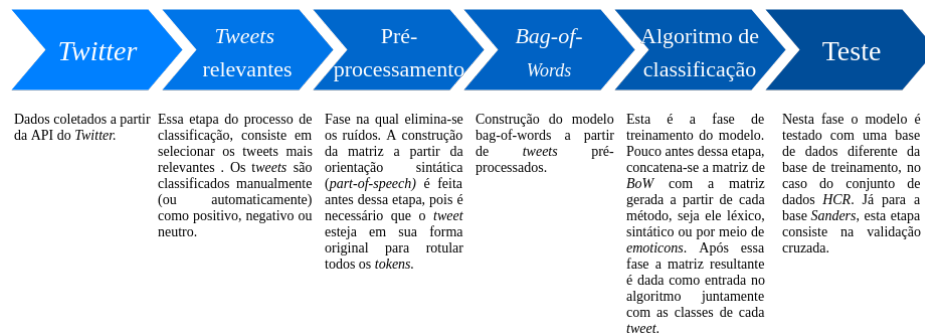 Twitter
Tweets
relevantes
Pré-
processamento
Bag-of-
Words
Algoritmo de
classificação
Teste
Dados coletados a partir
da API do Twitter.
Essa etapa do processo de
classificação, consiste em
selecionar os tweets mais
relevantes . Os tweets são
classificados manualmente
(ou automaticamente)
como positivo, negativo ou
neutro.
Fase na qual elimina-se
os ruídos. A construção
da matriz a partir da
orientação sintática
(part-of-speech) é feita
antes dessa etapa, pois é
necessário que o tweet
esteja em sua forma
original para rotular
todos os tokens.
Construção do modelo
bag-of-words a partir
de tweets pré-
processados.
Esta é a fase de
treinamento do modelo.
Pouco antes dessa etapa,
concatena-se a matriz de
BoW com a matriz
gerada a partir de cada
método, seja ele léxico,
sintático ou por meio de
emoticons. Após essa
fase a matriz resultante
é dada como entrada no
algoritmo juntamente
com as classes de cada
tweet.
Nesta fase o modelo é
testado com uma base
de dados diferente da
base de treinamento, no
caso do conjunto de
dados HCR. Já para a
base Sanders, esta etapa
consiste na validação
cruzada.